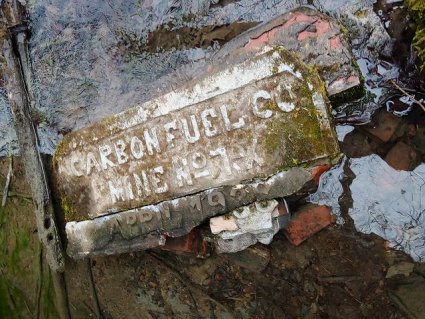 CARBON FUEL CO
MINE No 7-X